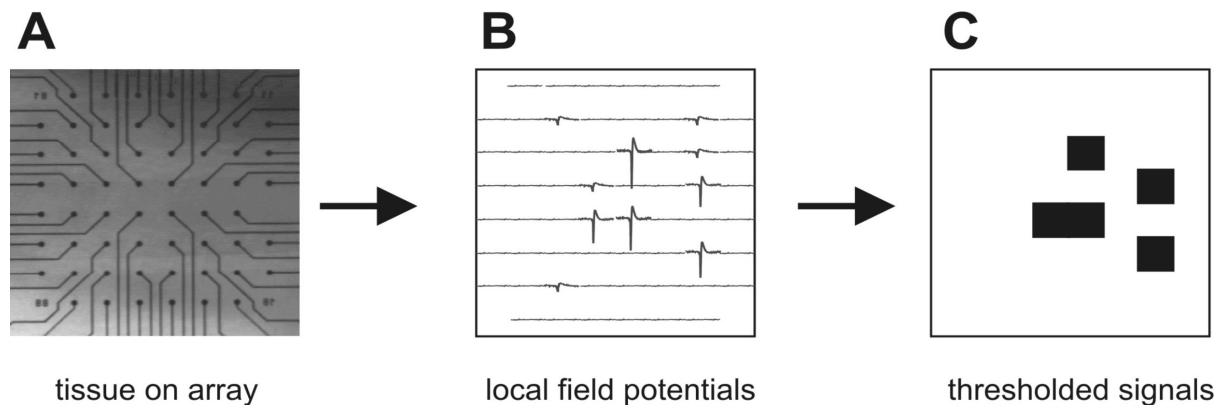 A
B
C
tissue on array
local field potentials
thresholded signals